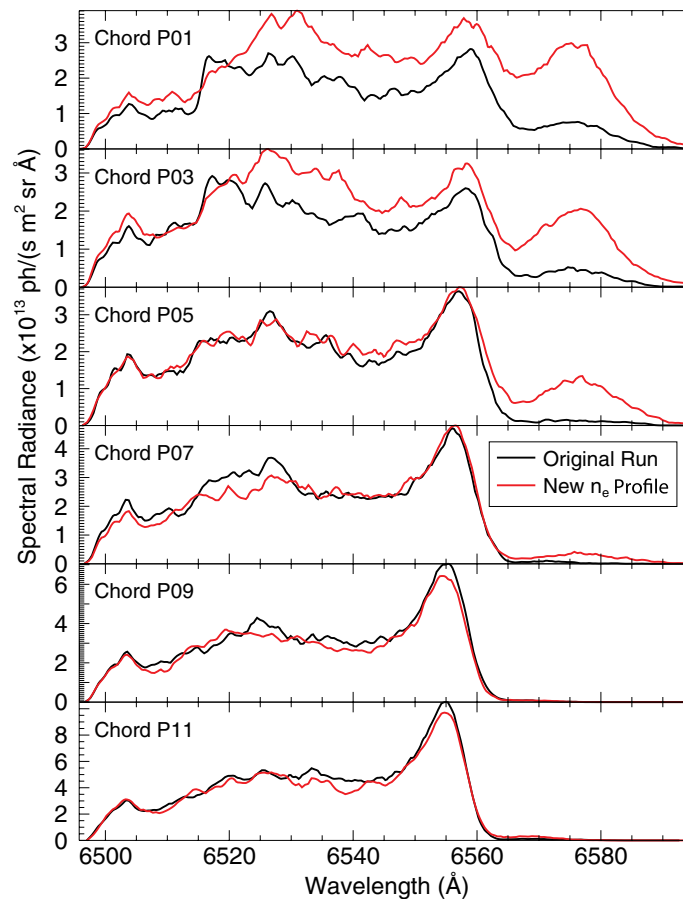 Chord P01
3
2
1
0
Chord P03
3
2
1
0
Chord P05
3
2
1
0
Chord P07
4
3
2
1
0
Original Run
New nₑ Profile
Chord P09
6
4
2
0
Chord P11
8
6
4
2
0
6500 6520 6540 6560 6580
Wavelength (Å)
Spectral Radiance (x10¹³ ph/(s m² sr Å)